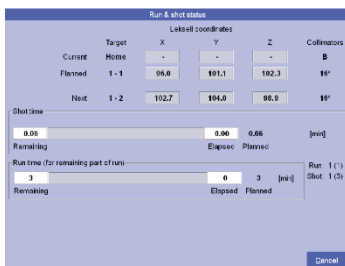 Run & shot status
Leksell coordinates
Target X Y Z Collimators
Current Home - - - B
Planned 1 - 1 96.0 101.1 102.3 16*
Next 1 - 2 102.7 104.0 98.9 16*
Shot time
0.06 0.00 0.06 [min]
Remaining Elapsed Planned
Run time (for remaining part of run)
3 0 3 [min]
Remaining Elapsed Planned
Run: 1 (1)
Shot: 1 (3)
Cancel